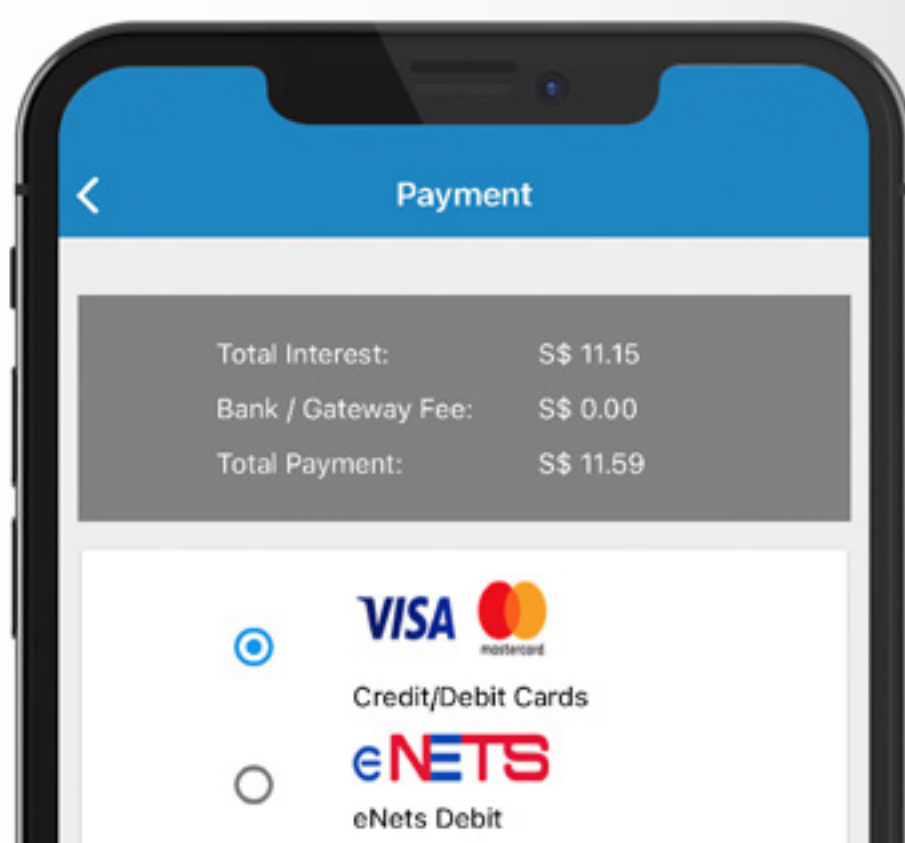 Payment
Total Interest: S$ 11.15
Bank / Gateway Fee: S$ 0.00
Total Payment: S$ 11.59
VISA mastercard
Credit/Debit Cards
eNETS
eNets Debit